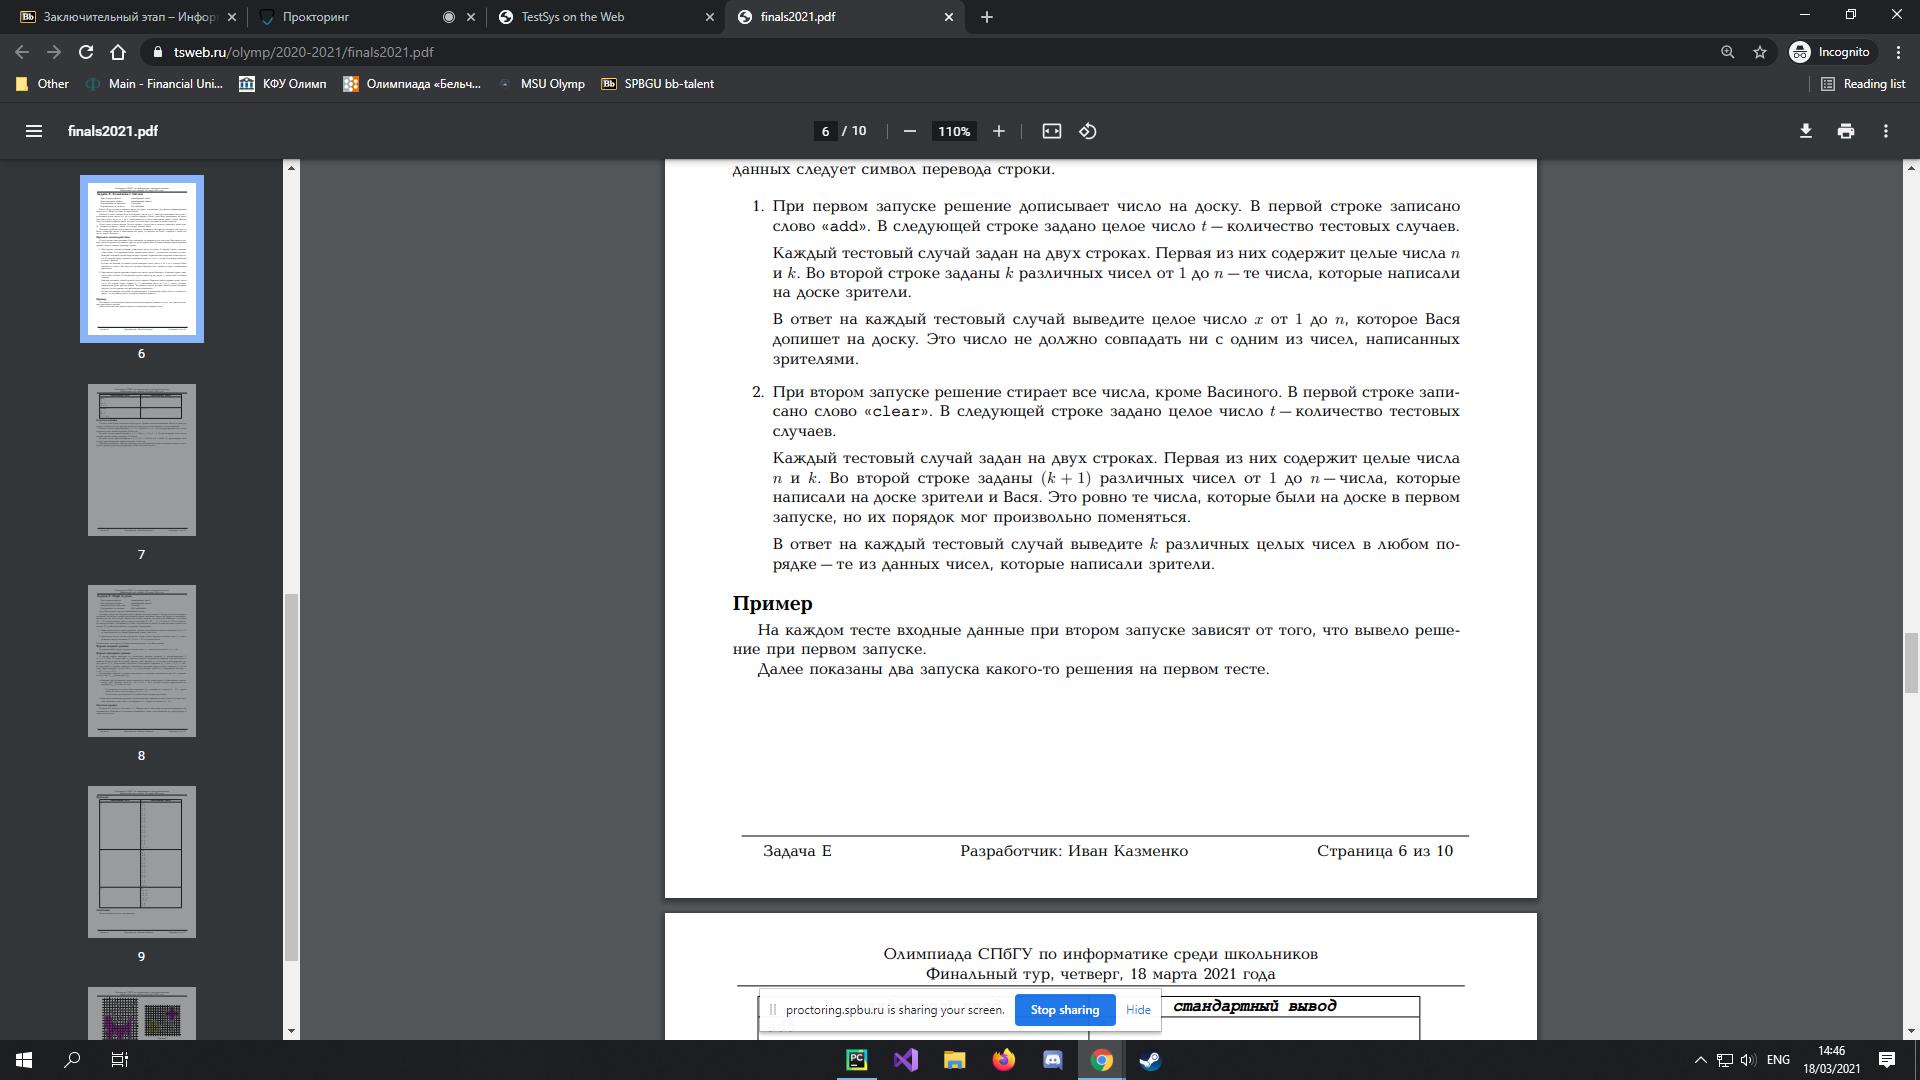 Заключительный этап – Инфор
Прокторинг
TestSys on the Web
finals2021.pdf
tsweb.ru/olymp/2020-2021/finals2021.pdf
Incognito
Other
Main - Financial Uni...
КФУ Олимп
Олимпиада «Бельч...
MSU Olymp
Bb SPBGU bb-talent
Reading list
finals2021.pdf
6 / 10
110%
6
7
8
9
данных следует символ перевода строки.
1. При первом запуске решение дописывает число на доску. В первой строке записано
слово «add». В следующей строке задано целое число t — количество тестовых случаев.
Каждый тестовый случай задан на двух строках. Первая из них содержит целые числа n
и k. Во второй строке заданы k различных чисел от 1 до n — те числа, которые написали
на доске зрители.
В ответ на каждый тестовый случай выведите целое число x от 1 до n, которое Вася
допишет на доску. Это число не должно совпадать ни с одним из чисел, написанных
зрителями.
2. При втором запуске решение стирает все числа, кроме Васиного. В первой строке запи-
сано слово «clear». В следующей строке задано целое число t — количество тестовых
случаев.
Каждый тестовый случай задан на двух строках. Первая из них содержит целые числа
n и k. Во второй строке заданы (k + 1) различных чисел от 1 до n — числа, которые
написали на доске зрители и Вася. Это ровно те числа, которые были на доске в первом
запуске, но их порядок мог произвольно поменяться.
В ответ на каждый тестовый случай выведите k различных целых чисел в любом по-
рядке — те из данных чисел, которые написали зрители.
Пример
На каждом тесте входные данные при втором запуске зависят от того, что вывело реше-
ние при первом запуске.
Далее показаны два запуска какого-то решения на первом тесте.
Задача E Разработчик: Иван Казменко Страница 6 из 10
Олимпиада СПбГУ по информатике среди школьников
Финальный тур, четверг, 18 марта 2021 года
стандартный вывод
proctoring.spbu.ru is sharing your screen. Stop sharing Hide
ENG
14:46
18/03/2021